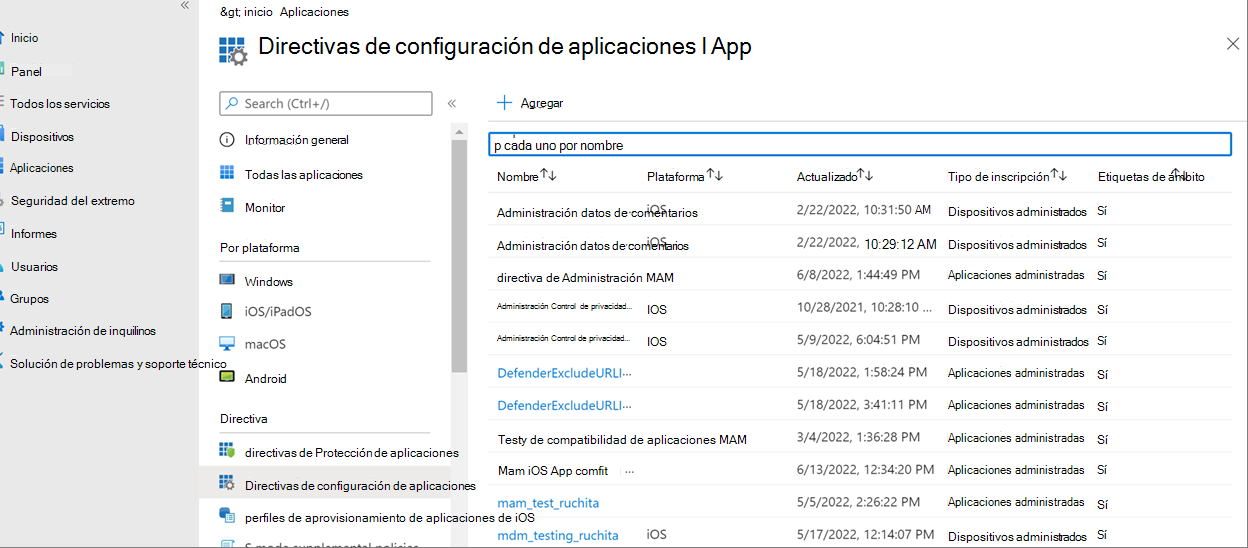 «
&gt; inicio Aplicaciones
Directivas de configuración de aplicaciones I App
Inicio
Panel
Todos los servicios
Dispositivos
Aplicaciones
Seguridad del extremo
Informes
Usuarios
Grupos
Administración de inquilinos
Solución de problemas y soporte técnico
Search (Ctrl+/) «
Información general
Todas las aplicaciones
Monitor
Por plataforma
Windows
iOS/iPadOS
macOS
Android
Directiva
directivas de Protección de aplicaciones
Directivas de configuración de aplicaciones
perfiles de aprovisionamiento de aplicaciones de iOS
S mode supplemental policies
+ Agregar
p cada uno por nombre
Nombre↑↓ Plataforma↑↓ Actualizado↑↓ Tipo de inscripción↑↓ Etiquetas de ámbito↑↓
Administración datos de comentarios iOS 2/22/2022, 10:31:50 AM Dispositivos administrados Sí
Administración datos de comentarios iOS 2/22/2022, 10:29:12 AM Dispositivos administrados Sí
directiva de Administración MAM 6/8/2022, 1:44:49 PM Aplicaciones administradas Sí
Administración Control de privacidad... IOS 10/28/2021, 10:28:10 ... Dispositivos administrados Sí
Administración Control de privacidad... IOS 5/9/2022, 6:04:51 PM Dispositivos administrados Sí
DefenderExcludeURLI... 5/18/2022, 1:58:24 PM Aplicaciones administradas Sí
DefenderExcludeURLI... 5/18/2022, 3:41:11 PM Aplicaciones administradas Sí
Testy de compatibilidad de aplicaciones MAM 3/4/2022, 1:36:28 PM Aplicaciones administradas Sí
Mam iOS App comfit ... 6/13/2022, 12:34:20 PM Aplicaciones administradas Sí
mam_test_ruchita 5/5/2022, 2:26:22 PM Aplicaciones administradas Sí
mdm_testing_ruchita iOS 5/17/2022, 12:14:07 PM Dispositivos administrados Sí